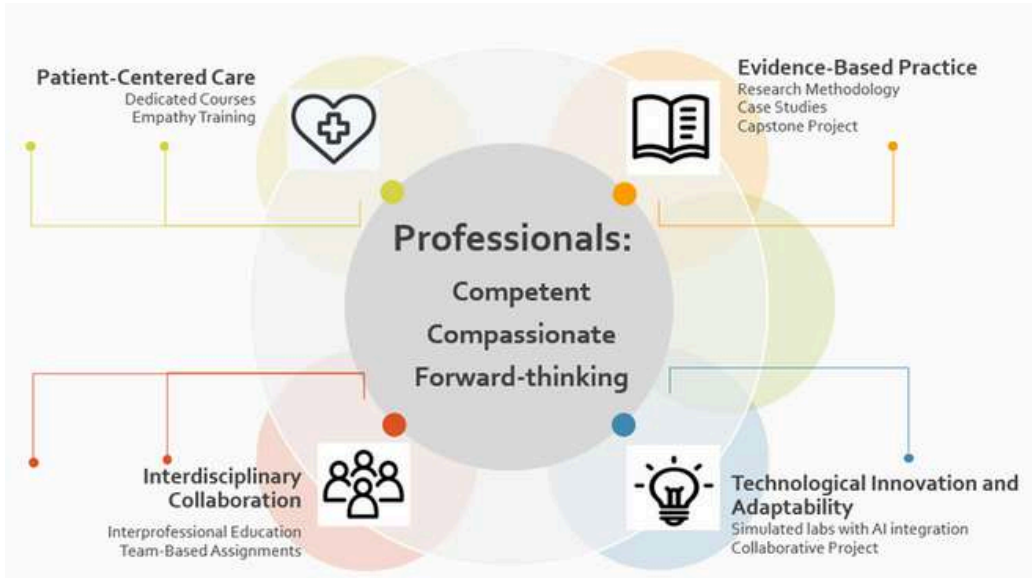 Patient-Centered Care
Dedicated Courses
Empathy Training
Evidence-Based Practice
Research Methodology
Case Studies
Capstone Project
Professionals:
Competent
Compassionate
Forward-thinking
Interdisciplinary
Collaboration
Interprofessional Education
Team-Based Assignments
Technological Innovation and
Adaptability
Simulated labs with AI integration
Collaborative Project